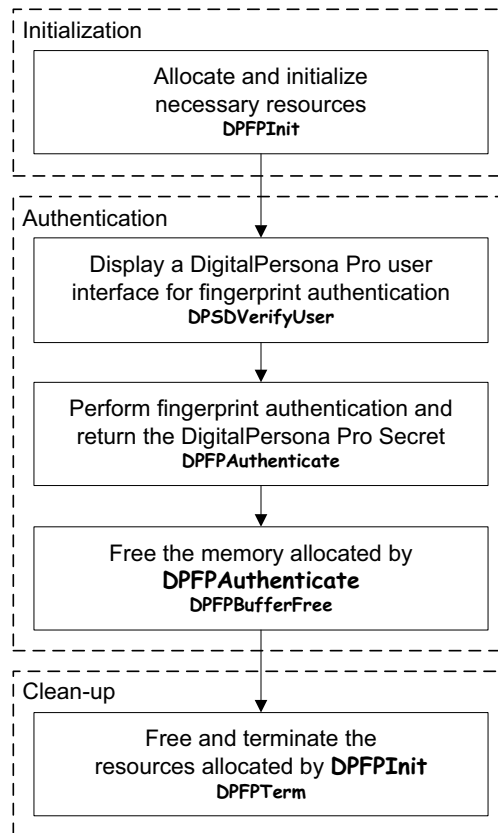 Initialization
Allocate and initialize
necessary resources
DPFPInit
Authentication
Display a DigitalPersona Pro user
interface for fingerprint authentication
DPSDVerifyUser
Perform fingerprint authentication and
return the DigitalPersona Pro Secret
DPFPAuthenticate
Free the memory allocated by
DPFPAuthenticate
DPFPBufferFree
Clean-up
Free and terminate the
resources allocated by DPFPInit
DPFPTerm